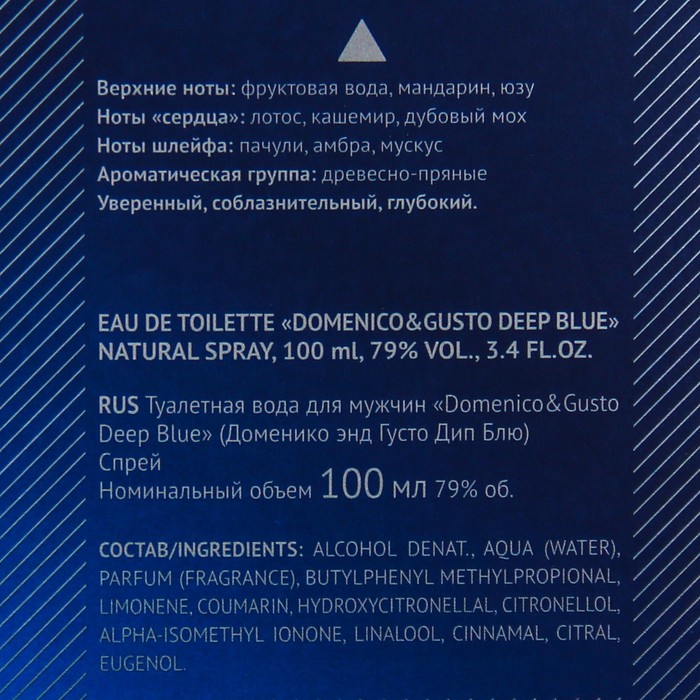 Верхние ноты: фруктовая вода, мандарин, юзу
Ноты «сердца»: лотос, кашемир, дубовый мох
Ноты шлейфа: пачули, амбра, мускус
Ароматическая группа: древесно-пряные
Уверенный, соблазнительный, глубокий.
EAU DE TOILETTE «DOMENICO&GUSTO DEEP BLUE»
NATURAL SPRAY, 100 ml, 79% VOL., 3.4 FL.OZ.
RUS Туалетная вода для мужчин «Domenico&Gusto
Deep Blue» (Доменико энд Густо Дип Блю)
Спрей
Номинальный объем 100 мл 79% об.
СОСТАВ/INGREDIENTS: ALCOHOL DENAT., AQUA (WATER),
PARFUM (FRAGRANCE), BUTYLPHENYL METHYLPROPIONAL,
LIMONENE, COUMARIN, HYDROXYCITRONELLAL, CITRONELLOL,
ALPHA-ISOMETHYL IONONE, LINALOOL, CINNAMAL, CITRAL,
EUGENOL.